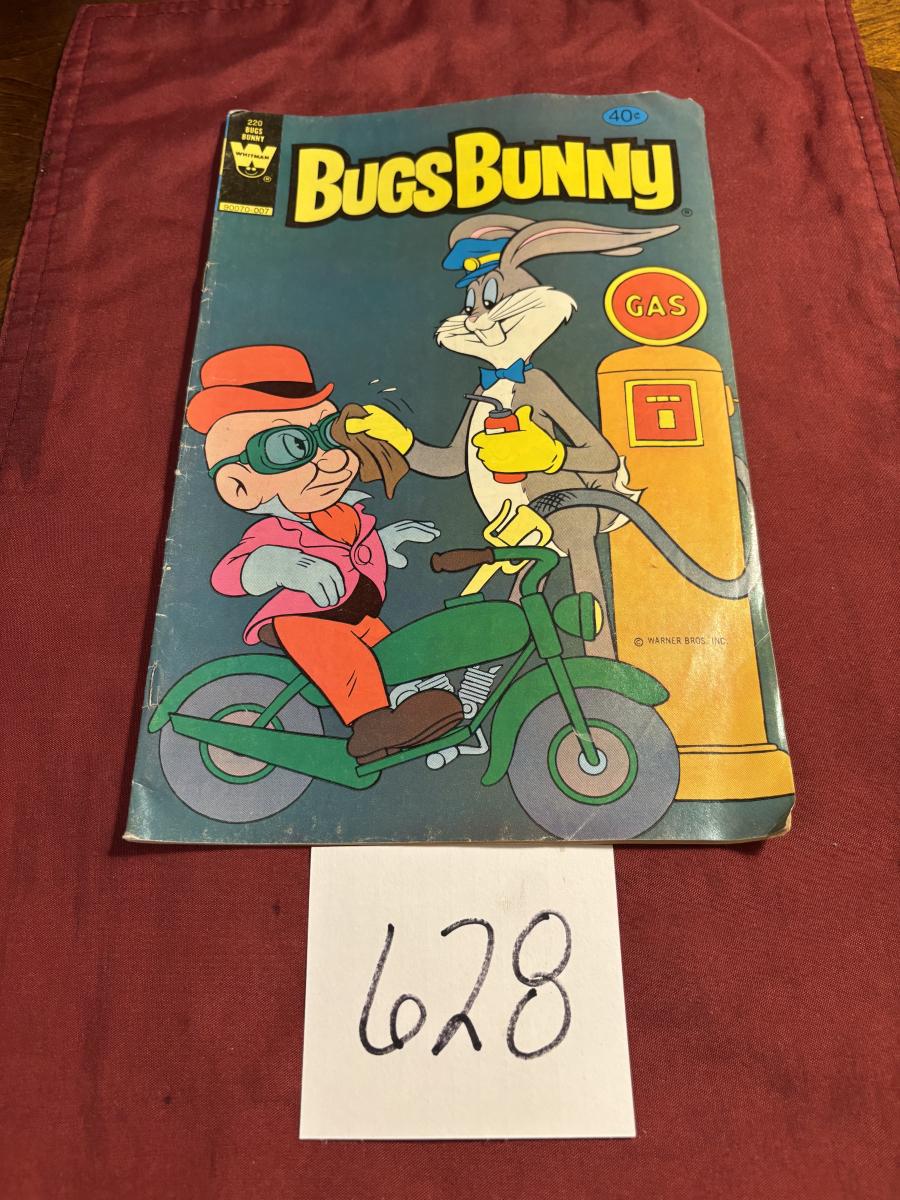 220
BUGS
BUNNY
WHITMAN
®
90070-007
40¢
BUGS BUNNY
®
GAS
© WARNER BROS. INC.
628